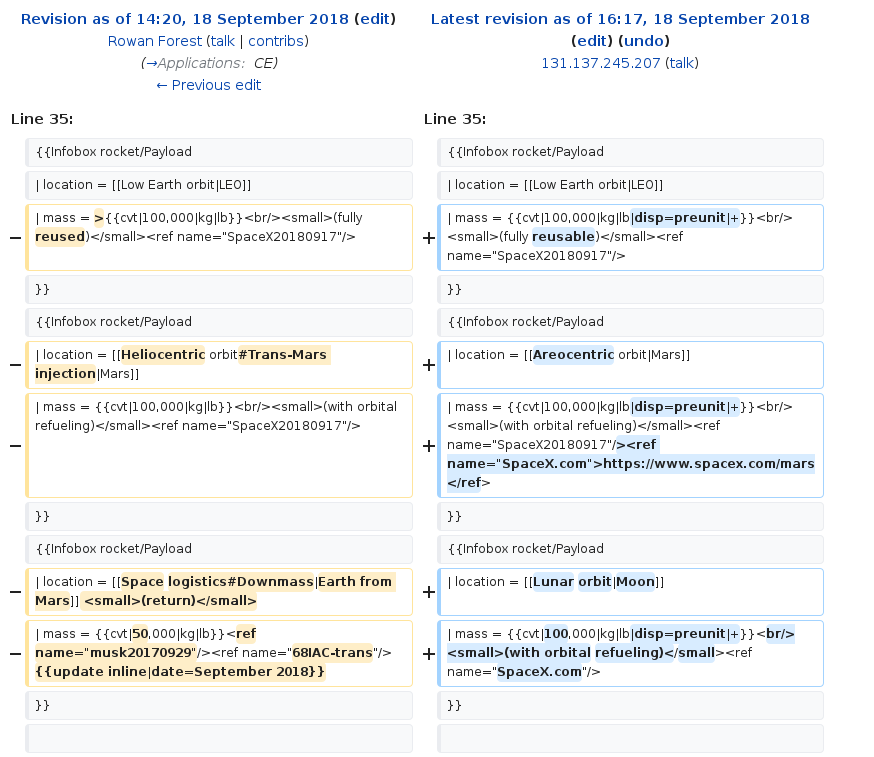 Revision as of 14:20, 18 September 2018 (edit)
Rowan Forest (talk | contribs)
(→Applications: CE)
← Previous edit
Latest revision as of 16:17, 18 September 2018
(edit) (undo)
131.137.245.207 (talk)
Line 35:
Line 35:
{{Infobox rocket/Payload
{{Infobox rocket/Payload
| location = [[Low Earth orbit|LEO]]
| location = [[Low Earth orbit|LEO]]
− | mass = >{{cvt|100,000|kg|lb}}<br/><small>(fully
reused)</small><ref name="SpaceX20180917"/>
+ | mass = {{cvt|100,000|kg|lb|disp=preunit|+}}<br/>
<small>(fully reusable)</small><ref
name="SpaceX20180917"/>
}}
}}
{{Infobox rocket/Payload
{{Infobox rocket/Payload
− | location = [[Heliocentric orbit#Trans-Mars
injection|Mars]]
+ | location = [[Areocentric orbit|Mars]]
− | mass = {{cvt|100,000|kg|lb}}<br/><small>(with orbital
refueling)</small><ref name="SpaceX20180917"/>
+ | mass = {{cvt|100,000|kg|lb|disp=preunit|+}}<br/>
<small>(with orbital refueling)</small><ref
name="SpaceX20180917"/><ref
name="SpaceX.com">https://www.spacex.com/mars
</ref>
}}
}}
{{Infobox rocket/Payload
{{Infobox rocket/Payload
− | location = [[Space logistics#Downmass|Earth from
Mars]] <small>(return)</small>
+ | location = [[Lunar orbit|Moon]]
− | mass = {{cvt|50,000|kg|lb}}<ref
name="musk20170929"/><ref name="68IAC-trans"/>
{{update inline|date=September 2018}}
+ | mass = {{cvt|100,000|kg|lb|disp=preunit|+}}<br/>
<small>(with orbital refueling)</small><ref
name="SpaceX.com"/>
}}
}}